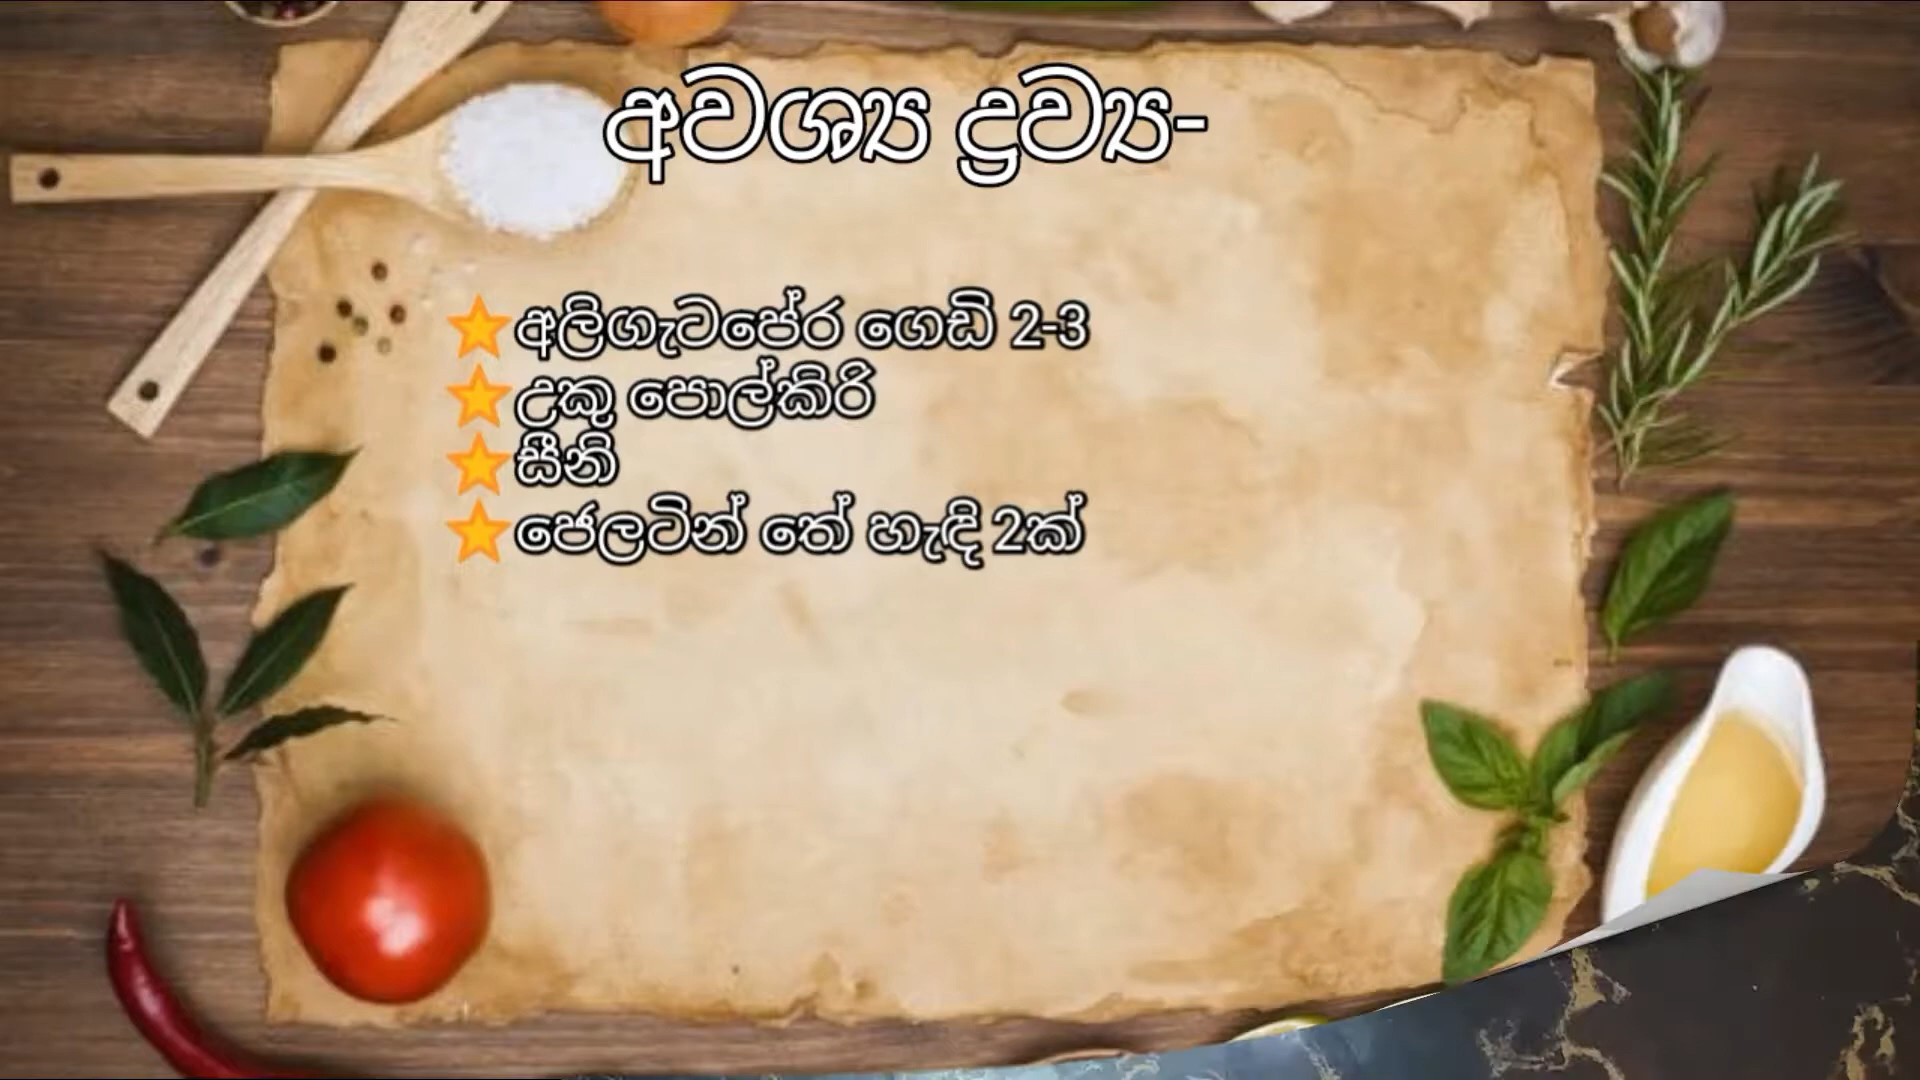 අවශ්‍ය ද්‍රව්‍ය-
⭐අලිගැටපේර ගෙඩි 2-3
⭐උකු පොල්කිරි
⭐සීනි
⭐ජෙලටින් තේ හැඳි 2ක්